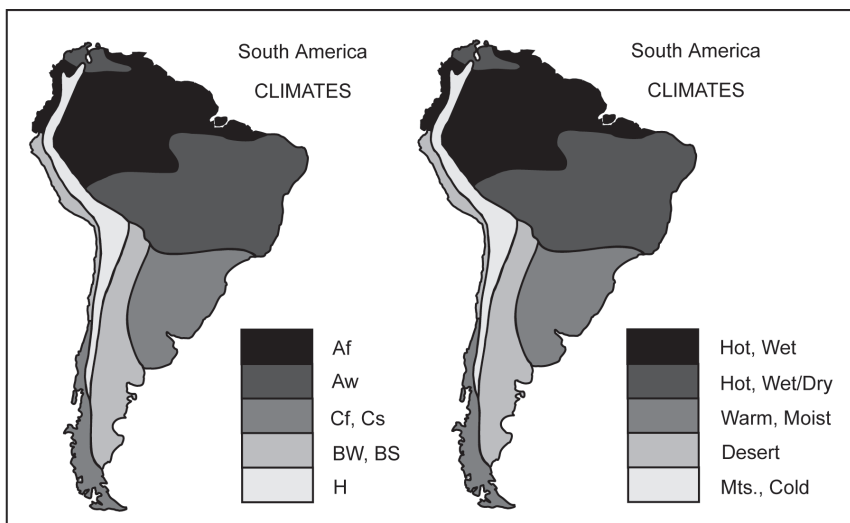 South America
CLIMATES
Af
Aw
Cf, Cs
BW, BS
H
South America
CLIMATES
Hot, Wet
Hot, Wet/Dry
Warm, Moist
Desert
Mts., Cold